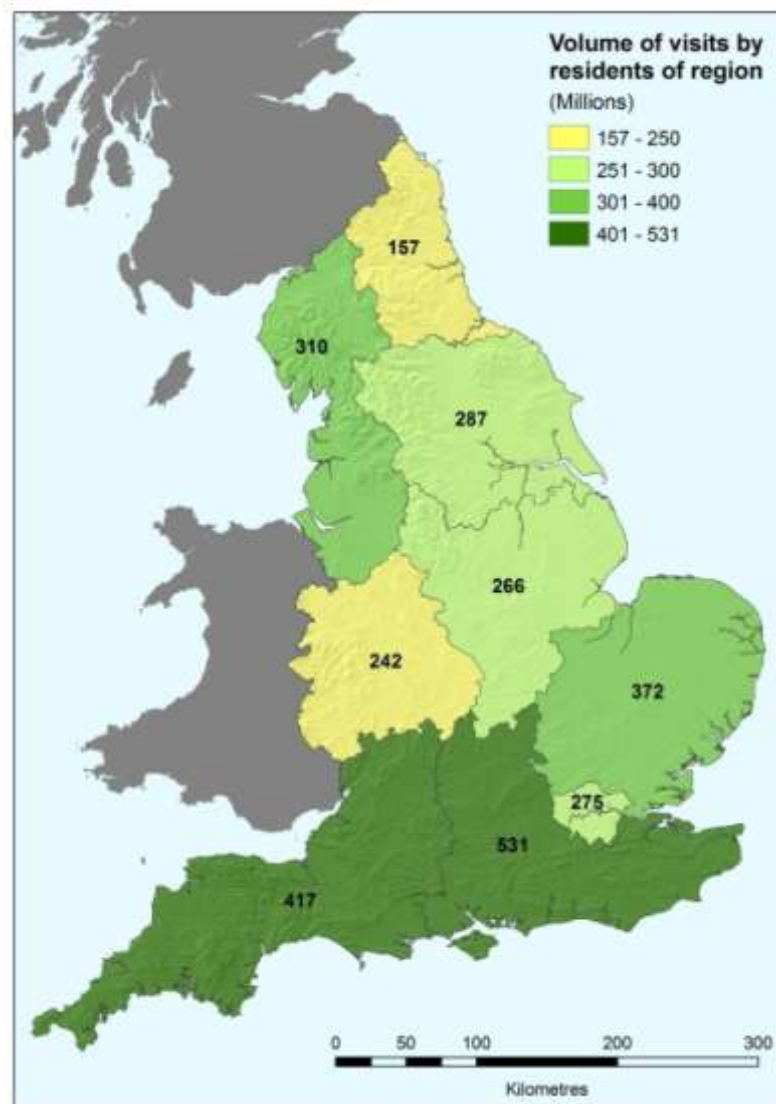 Volume of visits by
residents of region
(Millions)
157 - 250
251 - 300
301 - 400
401 - 531
157
310
287
266
242
372
275
531
417
0 50 100 200 300
Kilometres